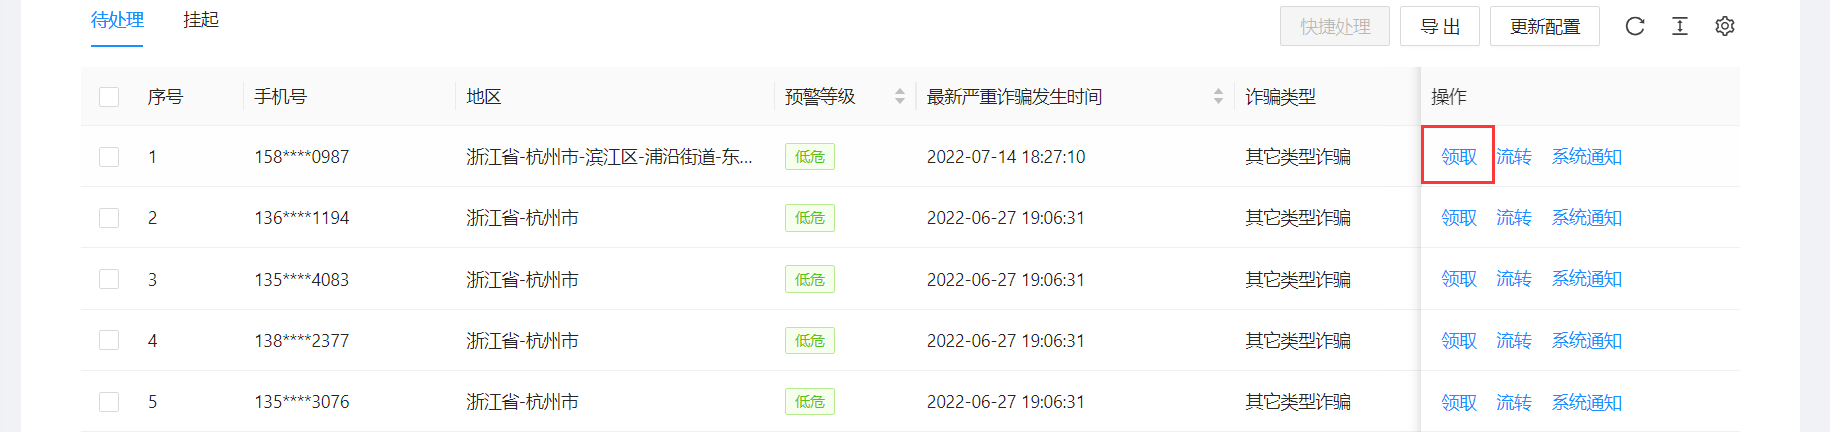 待处理 挂起 快捷处理 导 出 更新配置
序号 手机号 地区 预警等级 最新严重诈骗发生时间 诈骗类型 操作
1 158****0987 浙江省-杭州市-滨江区-浦沿街道-东... 低危 2022-07-14 18:27:10 其它类型诈骗 领取 流转 系统通知
2 136****1194 浙江省-杭州市 低危 2022-06-27 19:06:31 其它类型诈骗 领取 流转 系统通知
3 135****4083 浙江省-杭州市 低危 2022-06-27 19:06:31 其它类型诈骗 领取 流转 系统通知
4 138****2377 浙江省-杭州市 低危 2022-06-27 19:06:31 其它类型诈骗 领取 流转 系统通知
5 135****3076 浙江省-杭州市 低危 2022-06-27 19:06:31 其它类型诈骗 领取 流转 系统通知